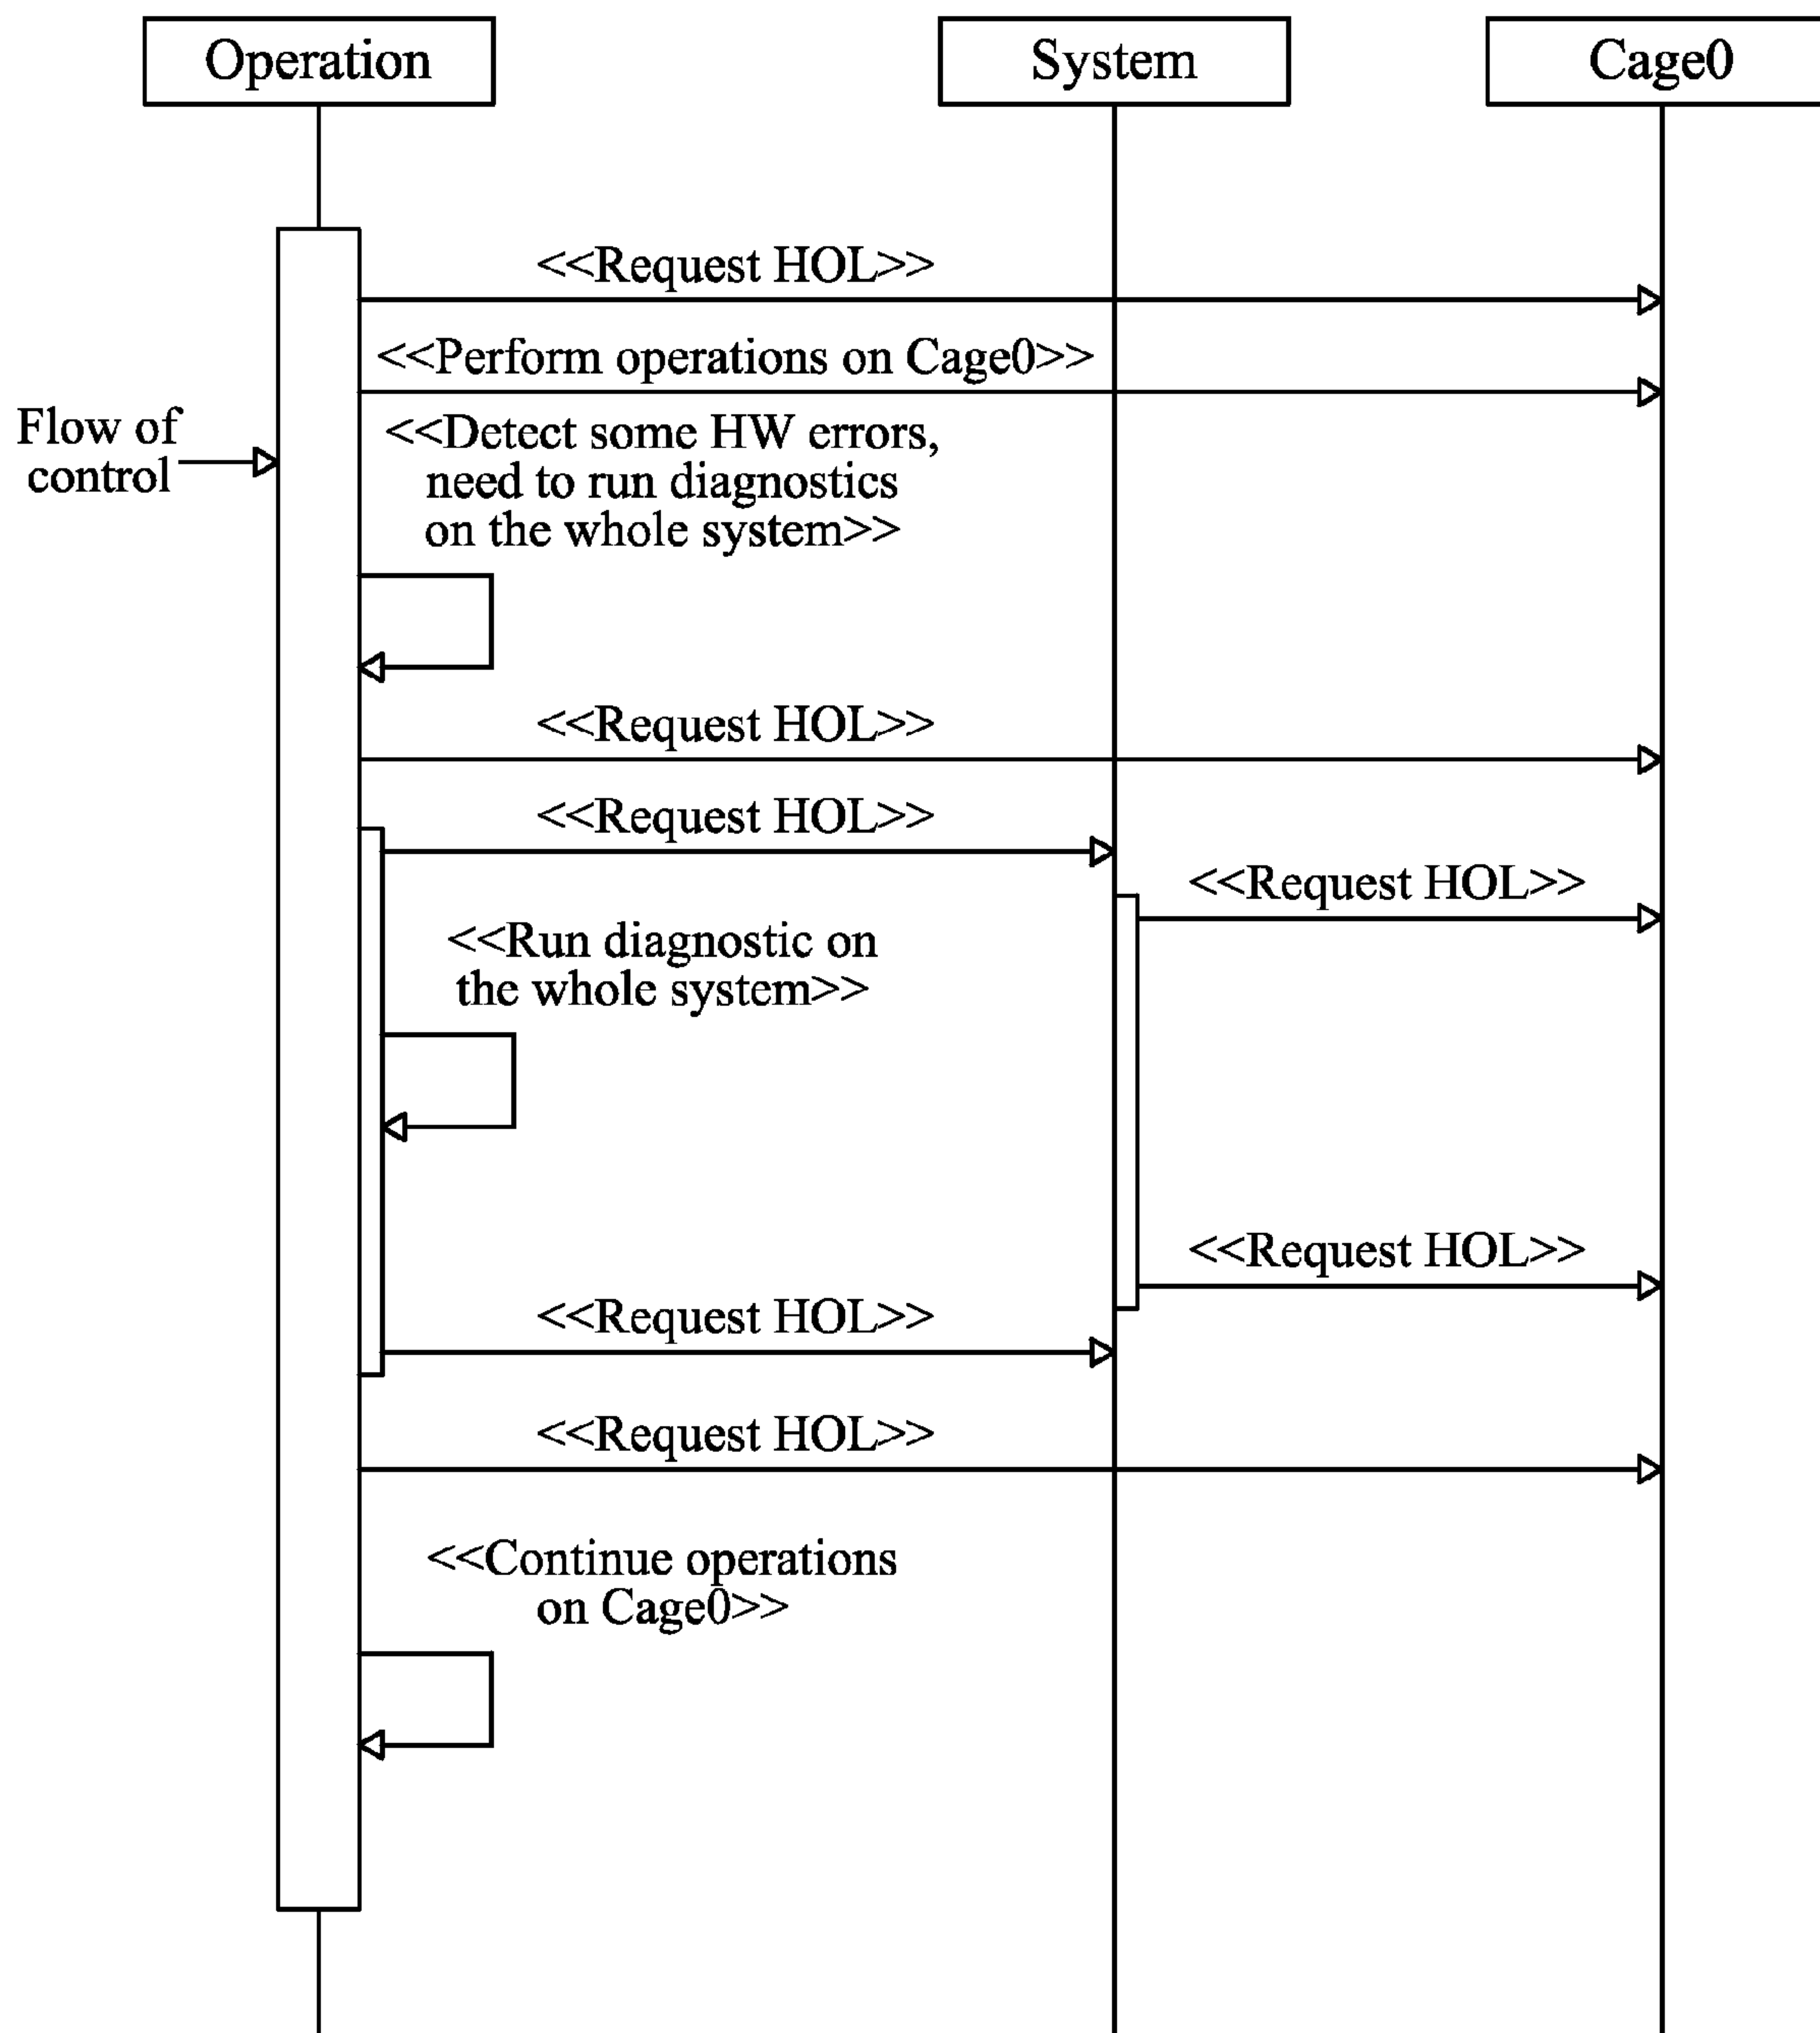 Operation
System
Cage0
<<Request HOL>>
<<Perform operations on Cage0>>
Flow of
control
<<Detect some HW errors,
need to run diagnostics
on the whole system>>
<<Request HOL>>
<<Request HOL>>
<<Request HOL>>
<<Run diagnostic on
the whole system>>
<<Request HOL>>
<<Request HOL>>
<<Request HOL>>
<<Continue operations
on Cage0>>